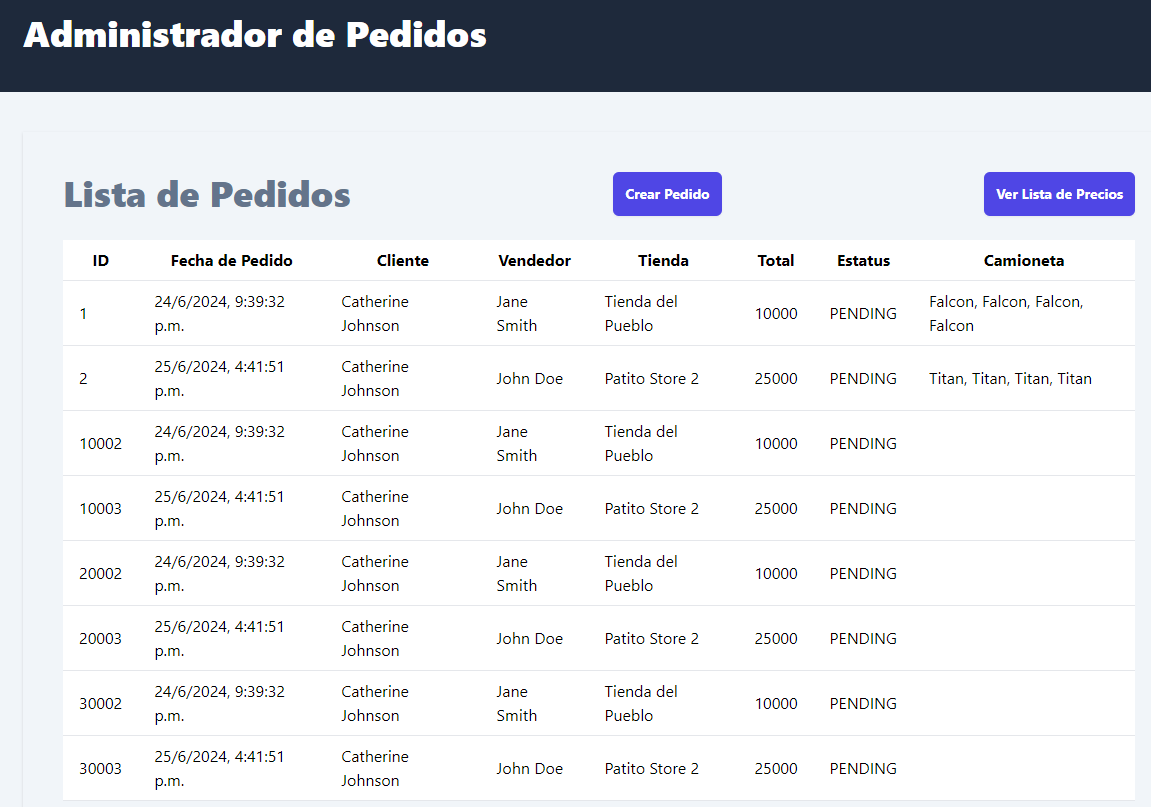 Administrador de Pedidos
Lista de Pedidos Crear Pedido Ver Lista de Precios
ID Fecha de Pedido Cliente Vendedor Tienda Total Estatus Camioneta
1 24/6/2024, 9:39:32 p.m. Catherine Johnson Jane Smith Tienda del Pueblo 10000 PENDING Falcon, Falcon, Falcon, Falcon
2 25/6/2024, 4:41:51 p.m. Catherine Johnson John Doe Patito Store 2 25000 PENDING Titan, Titan, Titan, Titan
10002 24/6/2024, 9:39:32 p.m. Catherine Johnson Jane Smith Tienda del Pueblo 10000 PENDING
10003 25/6/2024, 4:41:51 p.m. Catherine Johnson John Doe Patito Store 2 25000 PENDING
20002 24/6/2024, 9:39:32 p.m. Catherine Johnson Jane Smith Tienda del Pueblo 10000 PENDING
20003 25/6/2024, 4:41:51 p.m. Catherine Johnson John Doe Patito Store 2 25000 PENDING
30002 24/6/2024, 9:39:32 p.m. Catherine Johnson Jane Smith Tienda del Pueblo 10000 PENDING
30003 25/6/2024, 4:41:51 p.m. Catherine Johnson John Doe Patito Store 2 25000 PENDING